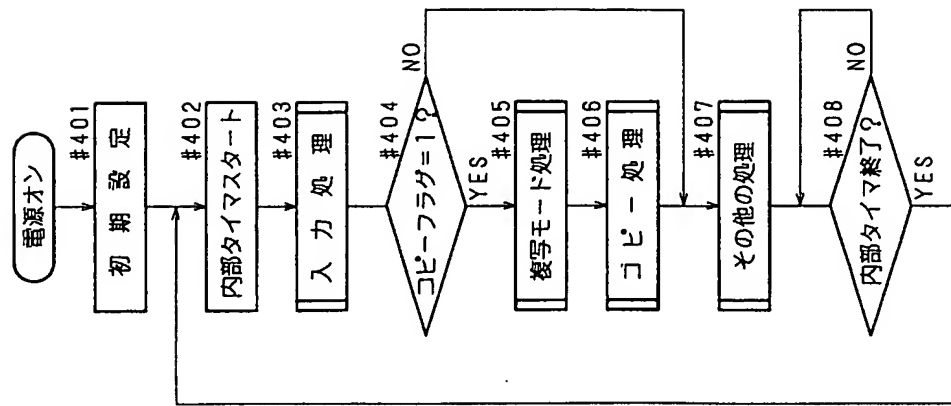 電源オン
#401
初期設定
#402
内部タイマスタート
#403
入力処理
#404
コピーフラグ=1?
NO
YES
#405
複写モード処理
#406
コピー処理
#407
その他の処理
#408
内部タイマ終了?
NO
YES